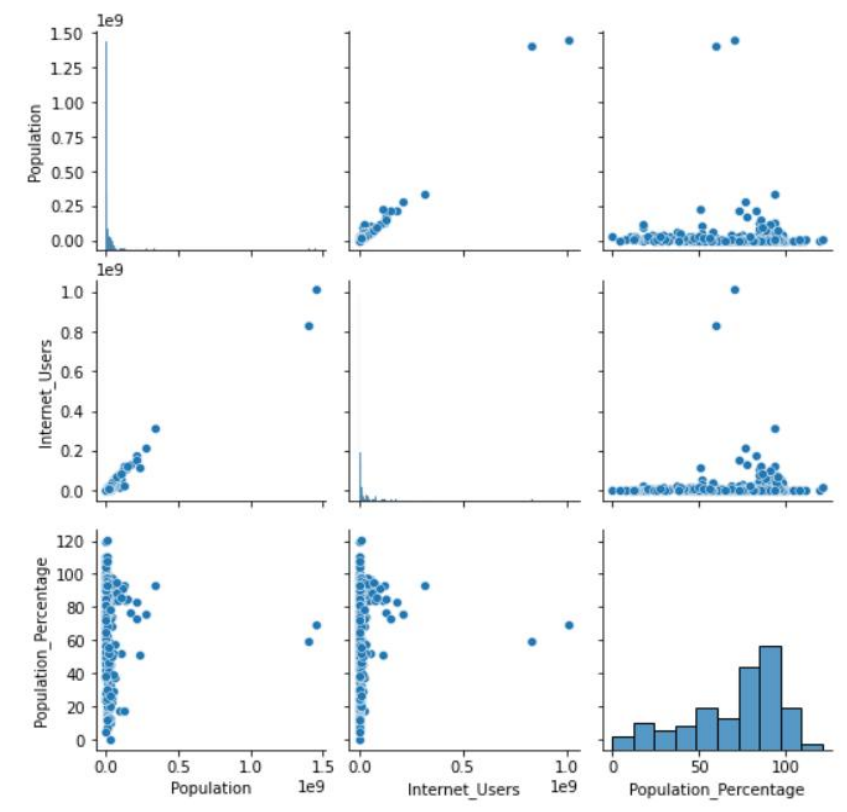 1e9
1.50
1.25
1.00
0.75
0.50
0.25
0.00
Population
1e9
1.0
0.8
0.6
0.4
0.2
0.0
Internet_Users
120
100
80
60
40
20
0
Population_Percentage
0.0 0.5 1.0 1.5
1e9
Population
0.0 0.5 1.0
1e9
Internet_Users
0 50 100
Population_Percentage